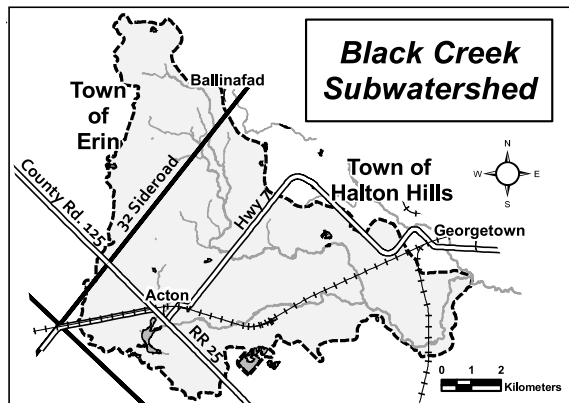 Black Creek
Subwatershed
Ballinafad
Town
of
Erin
32 Sideroad
County Rd. 125
Hwy 7
Town of
Halton Hills
N
W
E
S
Georgetown
Acton
RR 25
0 1 2
Kilometers